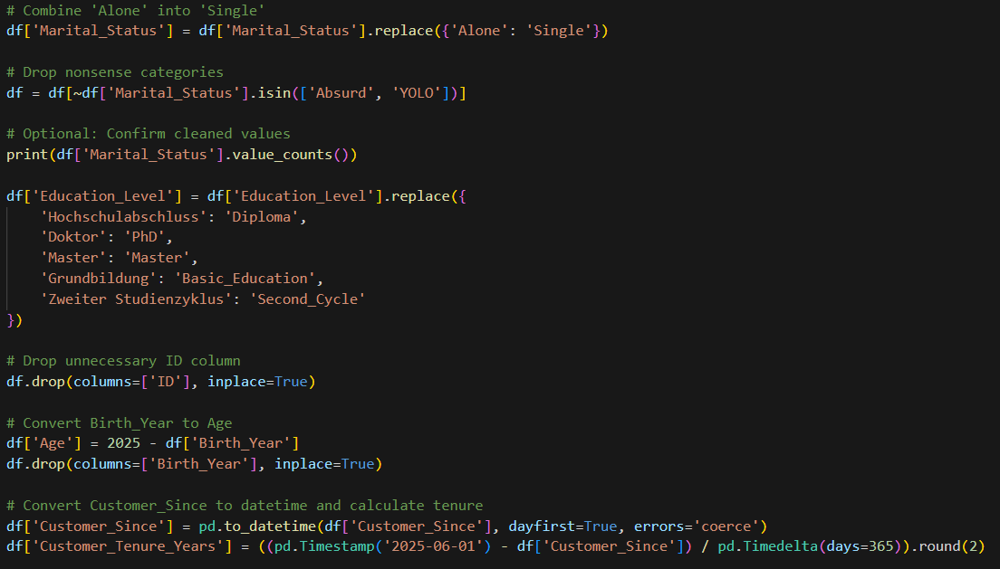 # Combine 'Alone' into 'Single'
df['Marital_Status'] = df['Marital_Status'].replace({'Alone': 'Single'})
# Drop nonsense categories
df = df[~df['Marital_Status'].isin(['Absurd', 'YOLO'])]
# Optional: Confirm cleaned values
print(df['Marital_Status'].value_counts())
df['Education_Level'] = df['Education_Level'].replace({
    'Hochschulabschluss': 'Diploma',
    'Doktor': 'PhD',
    'Master': 'Master',
    'Grundbildung': 'Basic_Education',
    'Zweiter Studienzyklus': 'Second_Cycle'
})
# Drop unnecessary ID column
df.drop(columns=['ID'], inplace=True)
# Convert Birth_Year to Age
df['Age'] = 2025 - df['Birth_Year']
df.drop(columns=['Birth_Year'], inplace=True)
# Convert Customer_Since to datetime and calculate tenure
df['Customer_Since'] = pd.to_datetime(df['Customer_Since'], dayfirst=True, errors='coerce')
df['Customer_Tenure_Years'] = ((pd.Timestamp('2025-06-01') - df['Customer_Since']) / pd.Timedelta(days=365)).round(2)